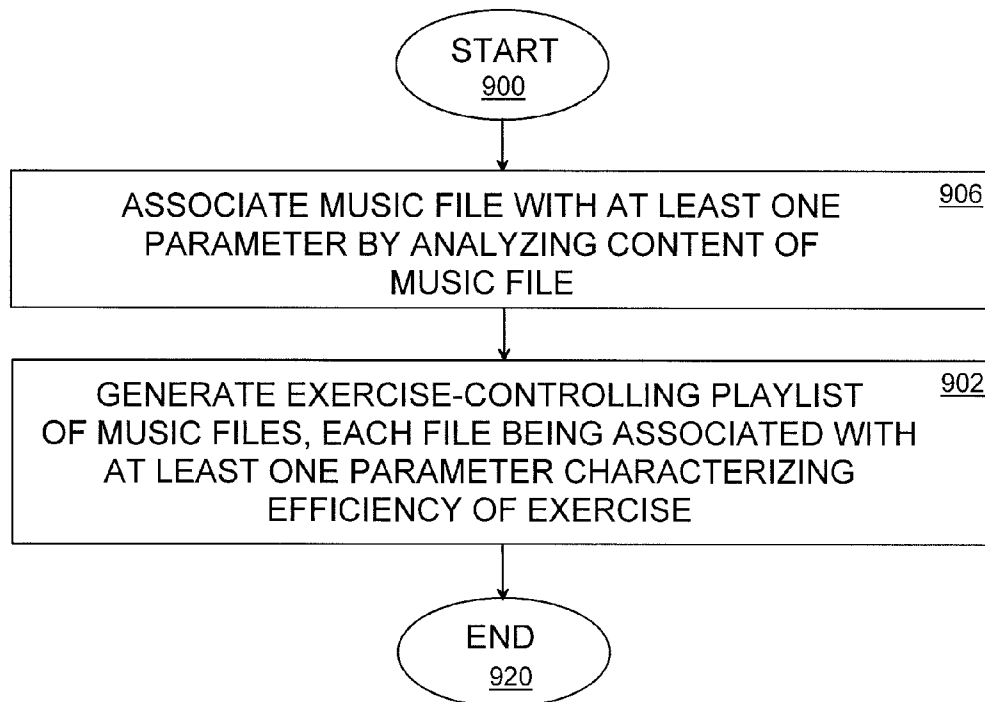 START
900
906
ASSOCIATE MUSIC FILE WITH AT LEAST ONE
PARAMETER BY ANALYZING CONTENT OF
MUSIC FILE
902
GENERATE EXERCISE-CONTROLLING PLAYLIST
OF MUSIC FILES, EACH FILE BEING ASSOCIATED WITH
AT LEAST ONE PARAMETER CHARACTERIZING
EFFICIENCY OF EXERCISE
END
920